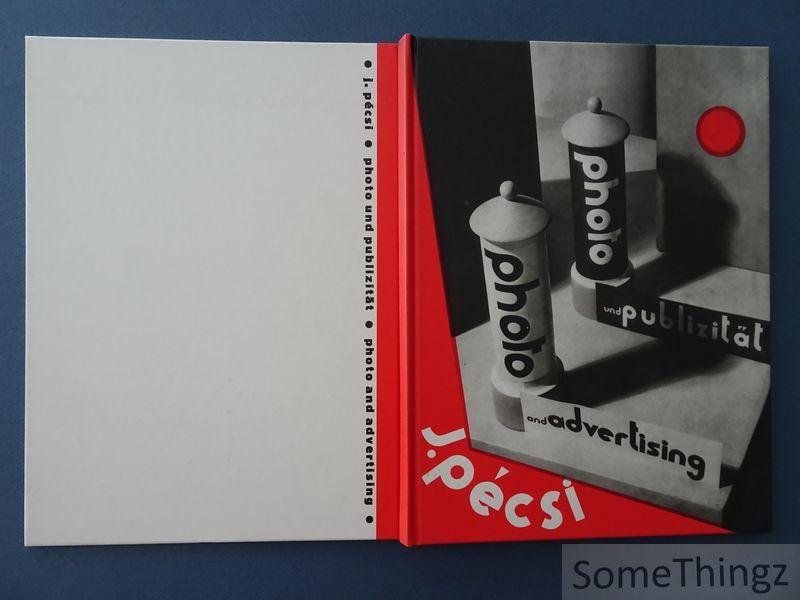 • j. pécsi • photo und publizität • photo and advertising •
photo
und publizität
photo
and advertising
J. pécsi
SomeThingz